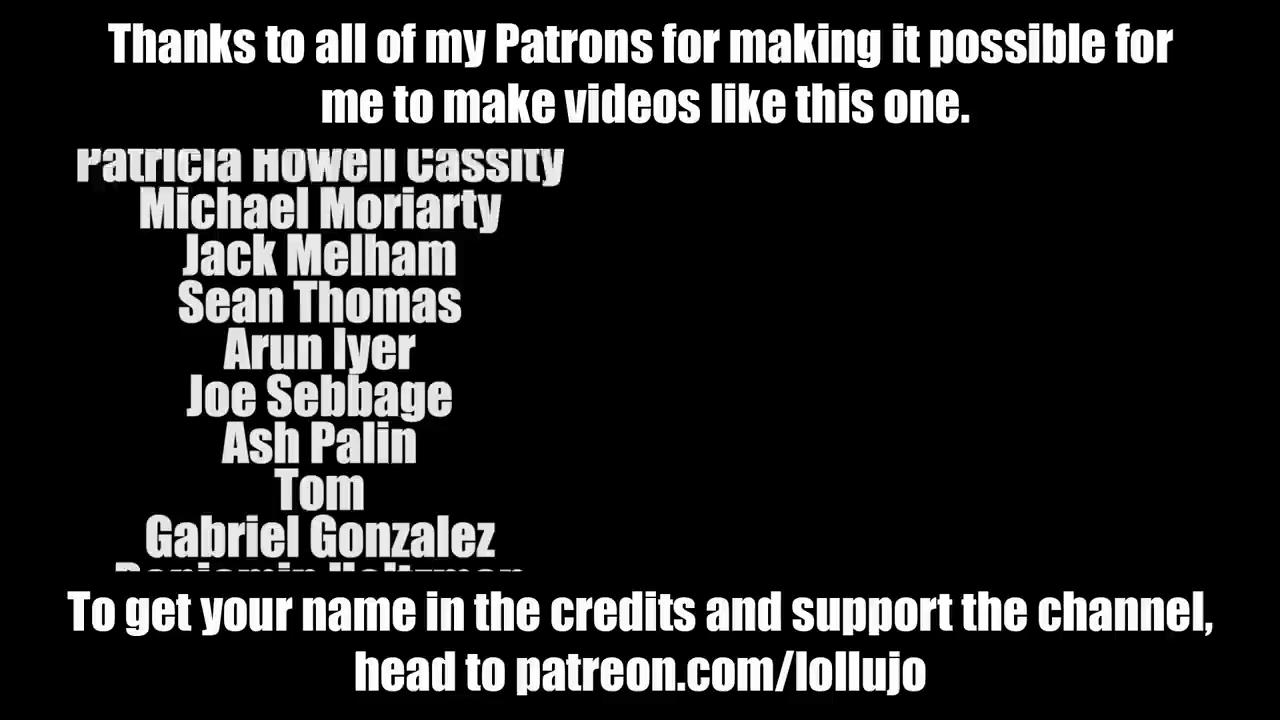 Thanks to all of my Patrons for making it possible for
me to make videos like this one.
Patricia Howell Cassity
Michael Moriarty
Jack Melham
Sean Thomas
Arun Iyer
Joe Sebbage
Ash Palin
Tom
Gabriel Gonzalez
Benjamin Holtzman
To get your name in the credits and support the channel,
head to patreon.com/lollujo